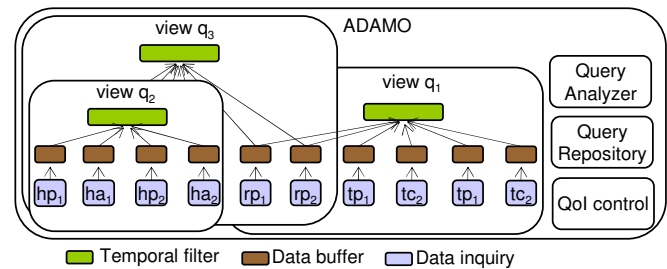 ADAMO
view q3
view q2
view q1
Query
Analyzer
Query
Repository
QoI control
hp1 ha1 hp2 ha2 rp1 rp2 tp1 tc2 tp1 tc2
Temporal filter Data buffer Data inquiry